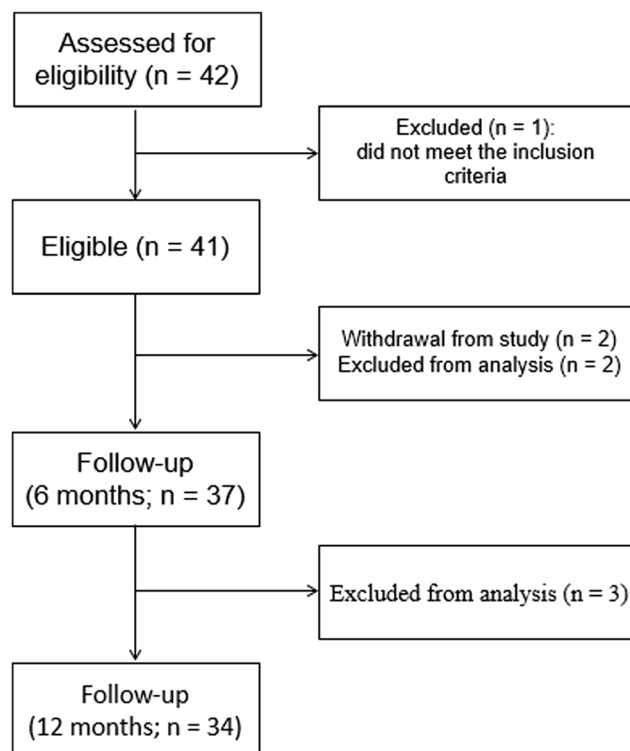 Assessed for
eligibility (n = 42)
Excluded (n = 1):
did not meet the inclusion
criteria
Eligible (n = 41)
Withdrawal from study (n = 2)
Excluded from analysis (n = 2)
Follow-up
(6 months; n = 37)
Excluded from analysis (n = 3)
Follow-up
(12 months; n = 34)